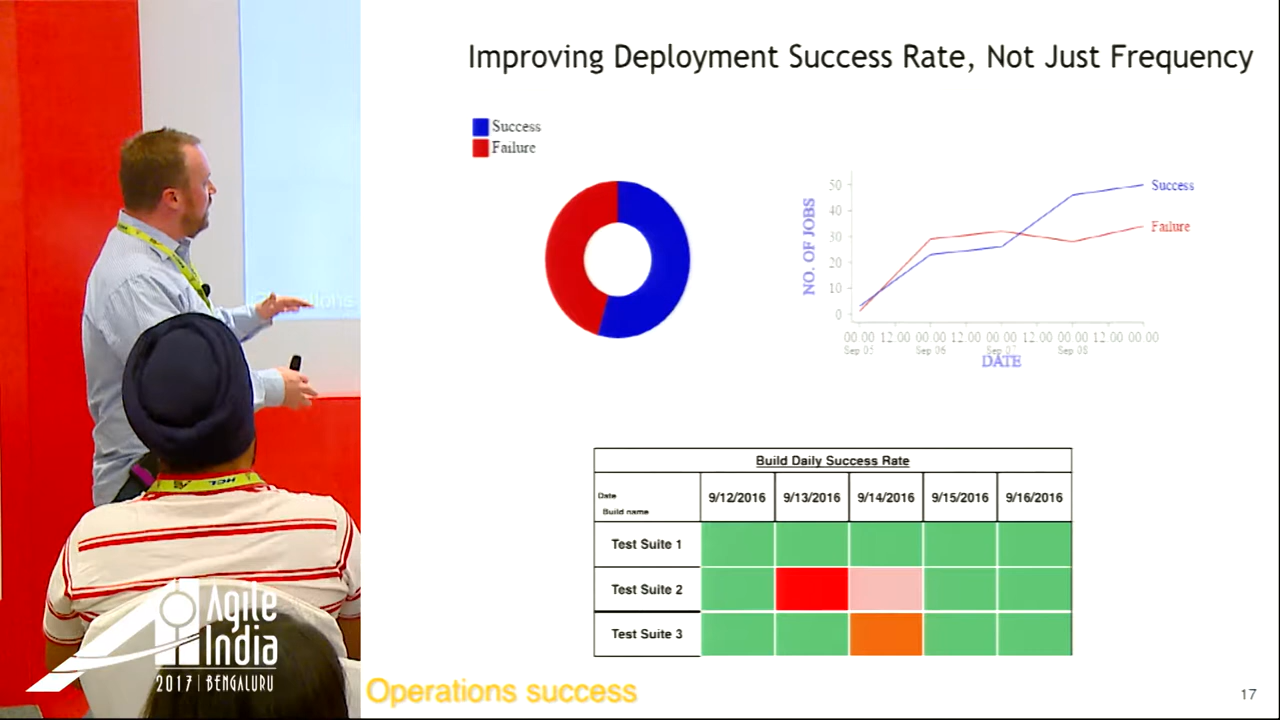 Improving Deployment Success Rate, Not Just Frequency
Success
Failure
50
40
30
20
10
0
NO. OF JOBS
Success
Failure
00 00 12 00 00 00 12 00 00 00 12 00 00 00 12 00 00 00
Sep 05 Sep 06 Sep 07 Sep 08
DATE
Build Daily Success Rate
Date
Build name
9/12/2016 9/13/2016 9/14/2016 9/15/2016 9/16/2016
Test Suite 1
Test Suite 2
Test Suite 3
HCL
Agile
India
2017 | BENGALURU
Operations success
17